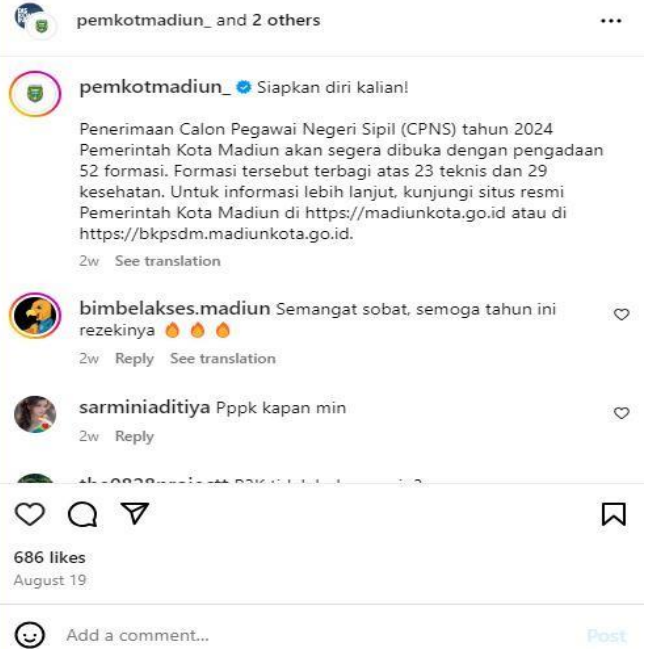 pemkotmadiun_ and 2 others
pemkotmadiun_ Siapkan diri kalian!
Penerimaan Calon Pegawai Negeri Sipil (CPNS) tahun 2024
Pemerintah Kota Madiun akan segera dibuka dengan pengadaan
52 formasi. Formasi tersebut terbagi atas 23 teknis dan 29
kesehatan. Untuk informasi lebih lanjut, kunjungi situs resmi
Pemerintah Kota Madiun di https://madiunkota.go.id atau di
https://bkpsdm.madiunkota.go.id.
2w See translation
bimbelakses.madiun Semangat sobat, semoga tahun ini
rezekinya 🔥 🔥 🔥
2w Reply See translation
sarminiaditiya Pppk kapan min
2w Reply
686 likes
August 19
Add a comment...
Post